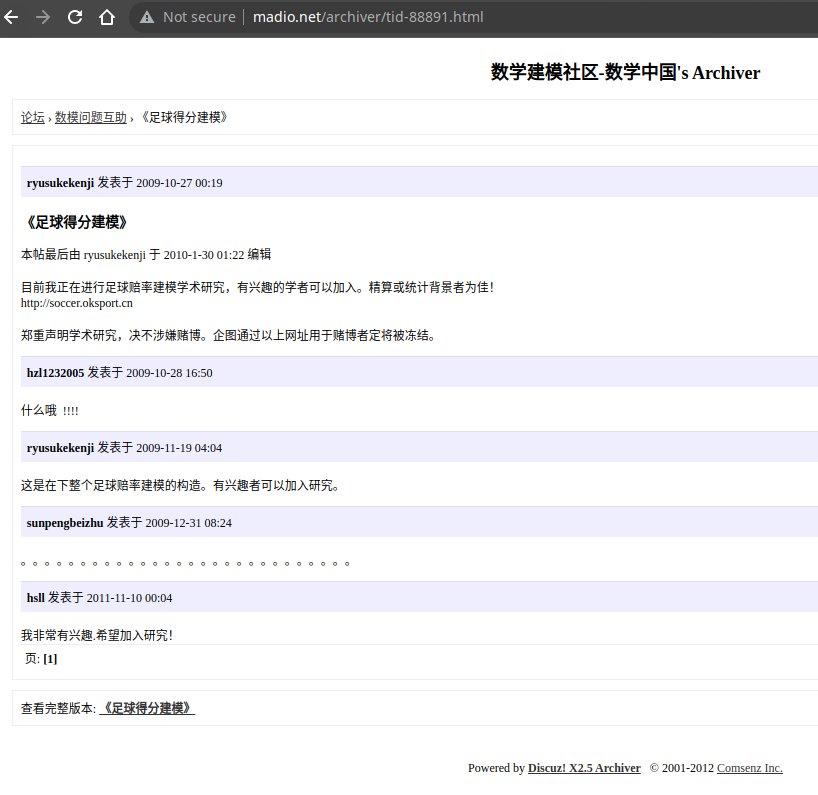 Not secure | madio.net/archiver/tid-88891.html
数学建模社区-数学中国's Archiver
论坛 › 数模问题互助 › 《足球得分建模》
ryusukekenji 发表于 2009-10-27 00:19
《足球得分建模》
本帖最后由 ryusukekenji 于 2010-1-30 01:22 编辑
目前我正在进行足球赔率建模学术研究，有兴趣的学者可以加入。精算或统计背景者为佳！
http://soccer.oksport.cn
郑重声明学术研究，决不涉嫌赌博。企图通过以上网址用于赌博者定将被冻结。
hzl1232005 发表于 2009-10-28 16:50
什么哦 !!!!
ryusukekenji 发表于 2009-11-19 04:04
这是在下整个足球赔率建模的构造。有兴趣者可以加入研究。
sunpengbeizhu 发表于 2009-12-31 08:24
。。。。。。。。。。。。。。。。。。。。。。。。。。。。
hsll 发表于 2011-11-10 00:04
我非常有兴趣.希望加入研究！
页: [1]
查看完整版本: 《足球得分建模》
Powered by Discuz! X2.5 Archiver © 2001-2012 Comsenz Inc.